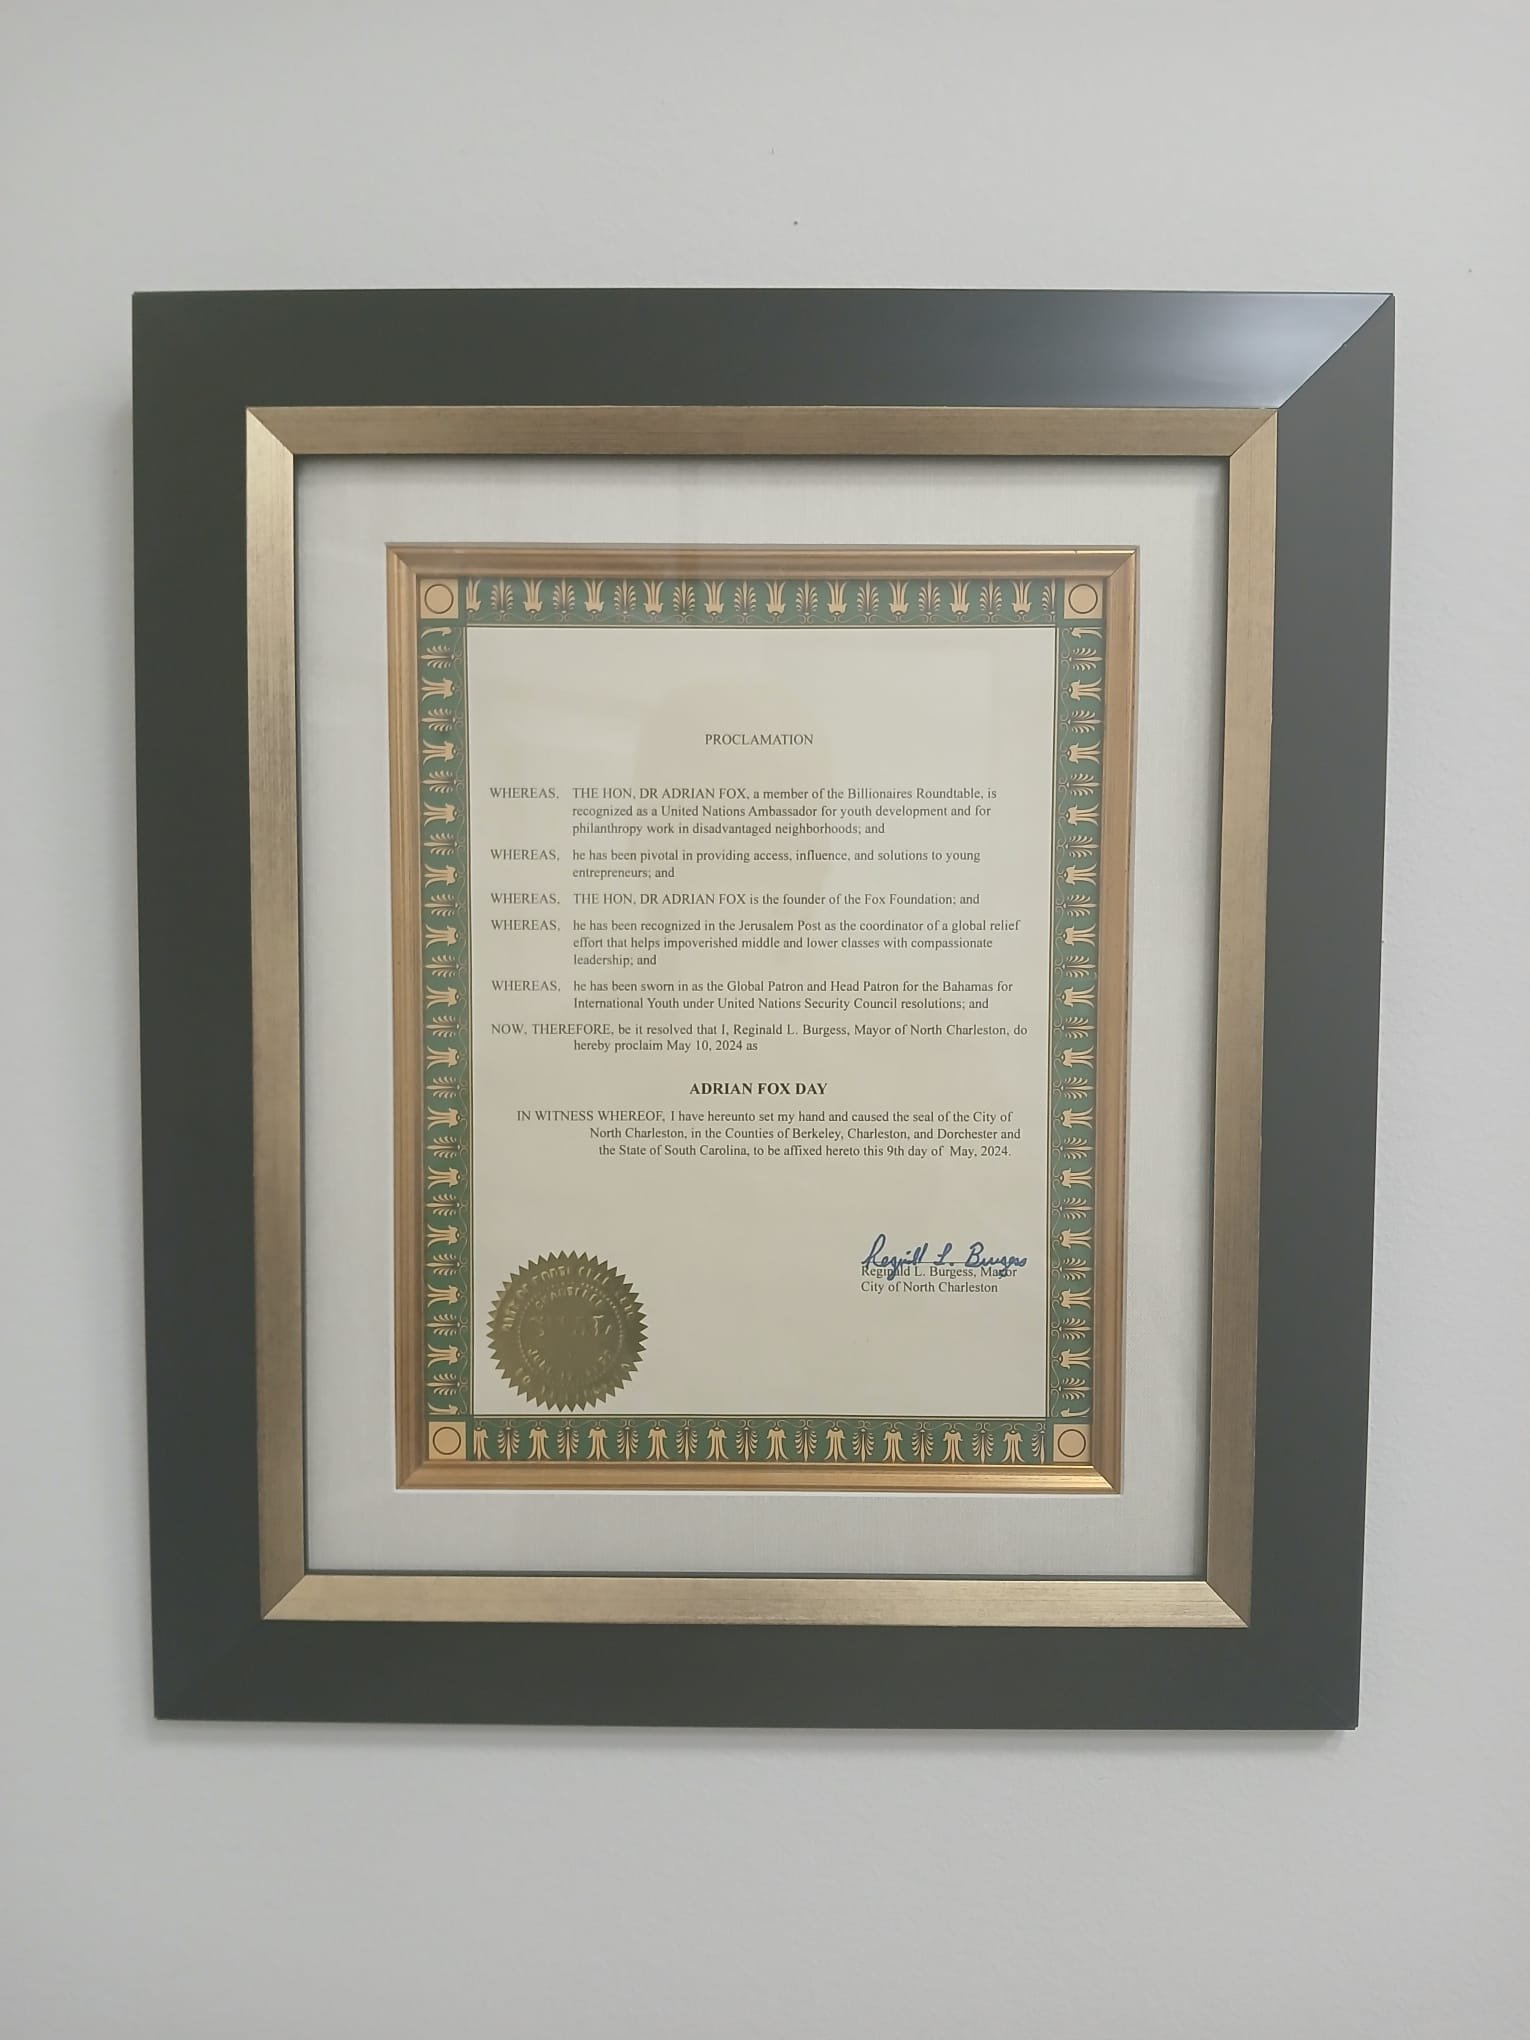 PROCLAMATION
WHEREAS, THE HON, DR ADRIAN FOX, a member of the Billionaires Roundtable, is
recognized as a United Nations Ambassador for youth development and for
philanthropy work in disadvantaged neighborhoods; and
WHEREAS, he has been pivotal in providing access, influence, and solutions to young
entrepreneurs; and
WHEREAS, THE HON, DR ADRIAN FOX is the founder of the Fox Foundation; and
WHEREAS, he has been recognized in the Jerusalem Post as the coordinator of a global relief
effort that helps impoverished middle and lower classes with compassionate
leadership; and
WHEREAS, he has been sworn in as the Global Patron and Head Patron for the Bahamas for
International Youth under United Nations Security Council resolutions; and
NOW, THEREFORE, be it resolved that I, Reginald L. Burgess, Mayor of North Charleston, do
hereby proclaim May 10, 2024 as
ADRIAN FOX DAY
IN WITNESS WHEREOF, I have hereunto set my hand and caused the seal of the City of
North Charleston, in the Counties of Berkeley, Charleston, and Dorchester and
the State of South Carolina, to be affixed hereto this 9th day of May, 2024.
Reginald L. Burgess
Reginald L. Burgess, Mayor
City of North Charleston